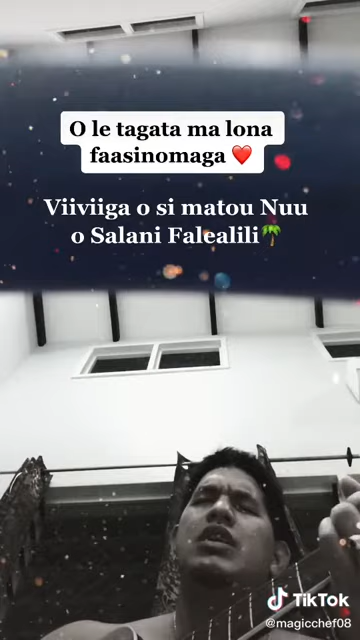 O le tagata ma lona
faasinomaga ❤️
Viiviiga o si matou Nuu
o Salani Falealili🌴
TikTok
@magicchef08